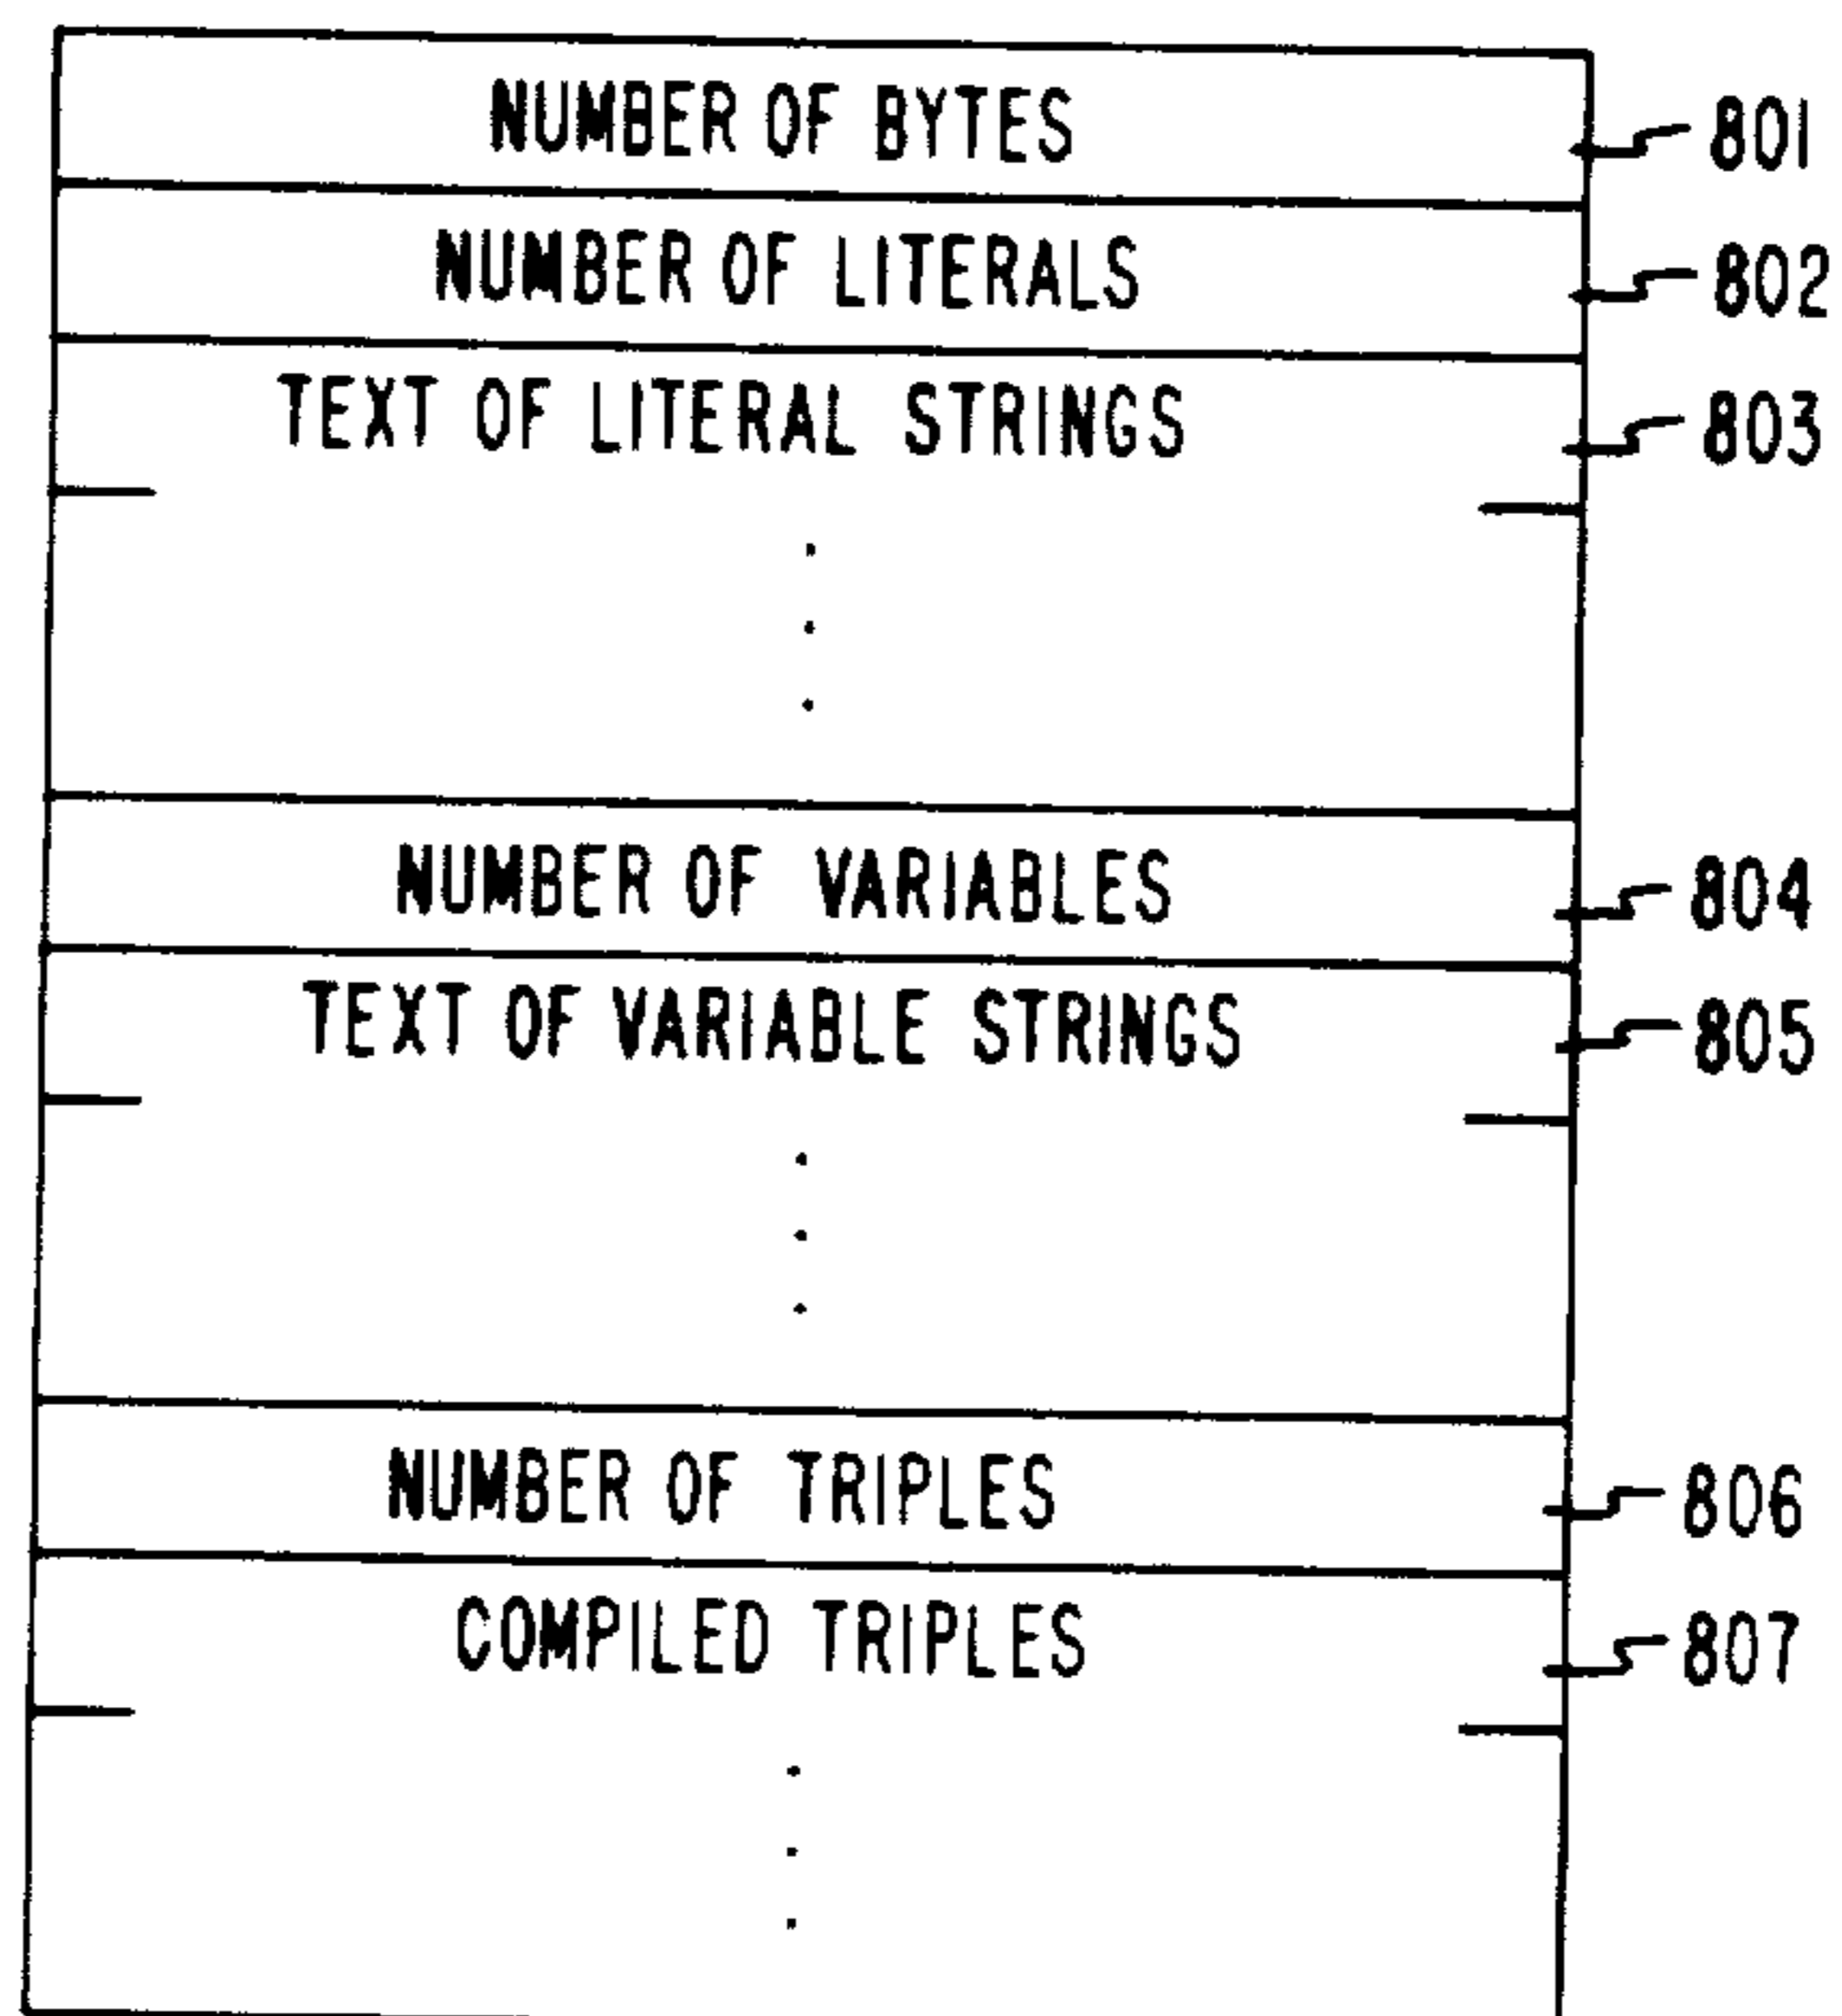 NUMBER OF BYTES 801
NUMBER OF LITERALS 802
TEXT OF LITERAL STRINGS 803
NUMBER OF VARIABLES 804
TEXT OF VARIABLE STRINGS 805
NUMBER OF TRIPLES 806
COMPILED TRIPLES 807